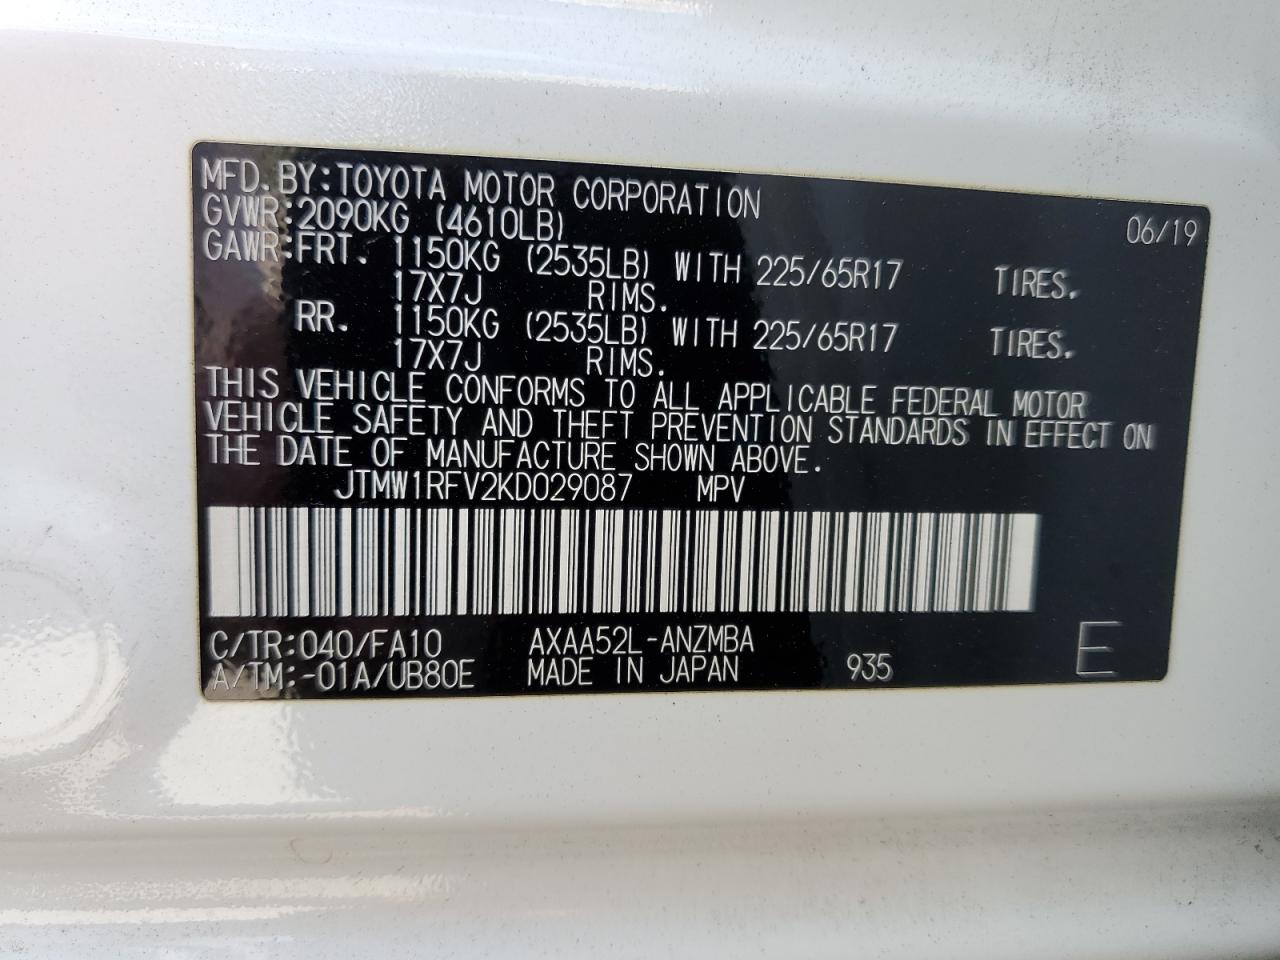 MFD. BY: TOYOTA MOTOR CORPORATION 06/19
GVWR: 2090KG (4610LB)
GAWR: FRT. 1150KG (2535LB) WITH 225/65R17 TIRES.
17X7J RIMS.
RR. 1150KG (2535LB) WITH 225/65R17 TIRES.
17X7J RIMS.
THIS VEHICLE CONFORMS TO ALL APPLICABLE FEDERAL MOTOR
VEHICLE SAFETY AND THEFT PREVENTION STANDARDS IN EFFECT ON
THE DATE OF MANUFACTURE SHOWN ABOVE.
JTMW1RFV2KD029087 MPV
C/TR: 040/FA10 AXAA52L-ANZMBA
A/TM: -01A/UB80E MADE IN JAPAN 935 E